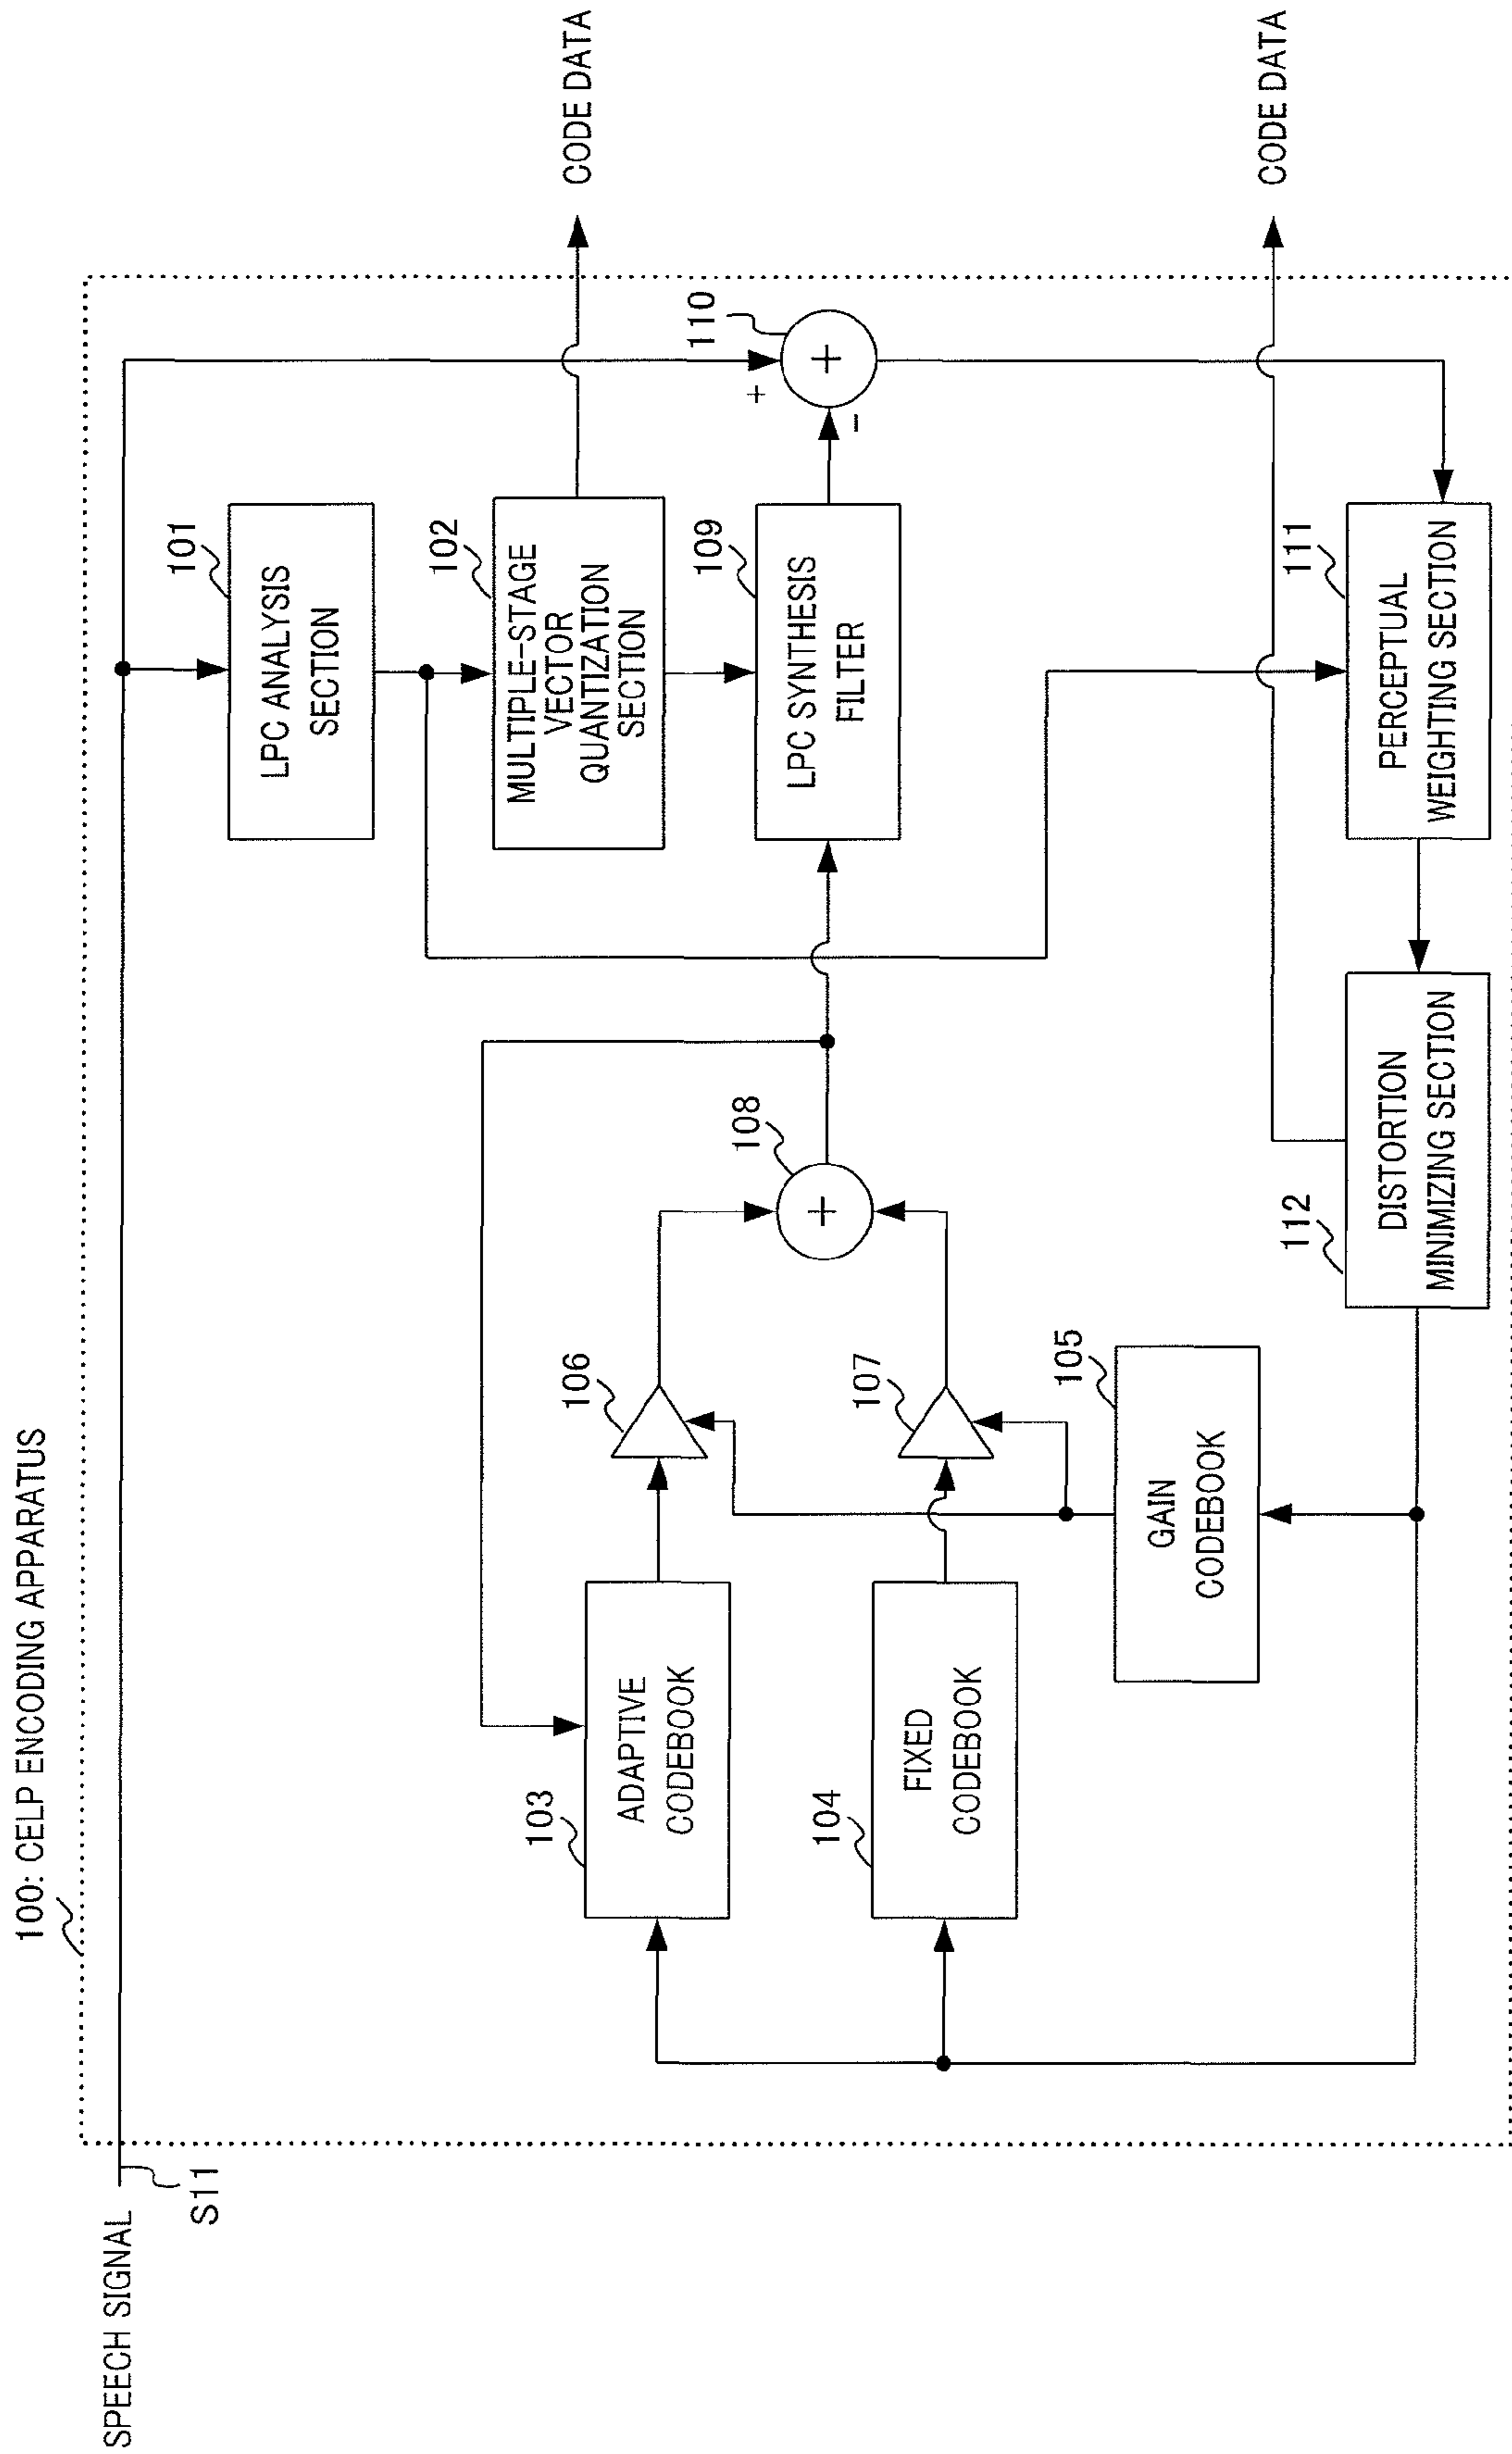 100: CELP ENCODING APPARATUS
SPEECH SIGNAL
S11
101
LPC ANALYSIS
SECTION
102
MULTIPLE-STAGE
VECTOR
QUANTIZATION
SECTION
CODE DATA
103
ADAPTIVE
CODEBOOK
106
108
+
109
LPC SYNTHESIS
FILTER
110
+
+
-
104
FIXED
CODEBOOK
107
105
GAIN
CODEBOOK
112
DISTORTION
MINIMIZING SECTION
111
PERCEPTUAL
WEIGHTING SECTION
CODE DATA